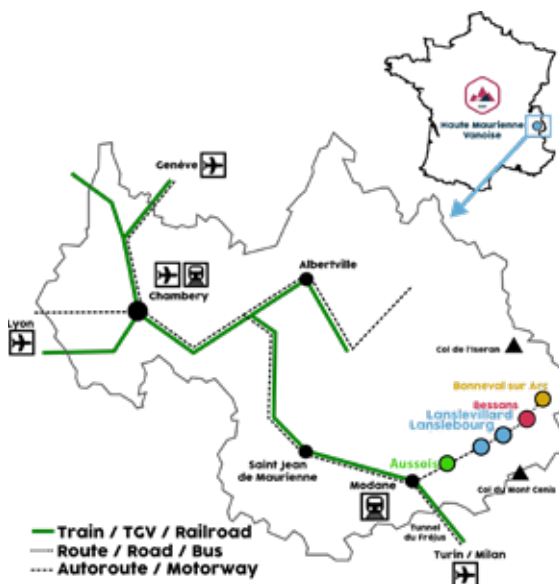 Haute Maurienne
Vanoise
Genève
Albertville
Chambery
Lyon
Col de l'Iseran
Bonneval sur Arc
Bessans
Lanslevillard
Lanslebourg
Aussois
Saint Jean
de Maurienne
Modane
Col du Mont Cenis
Tunnel
du Fréjus
Turin / Milan
Train / TGV / Railroad
Route / Road / Bus
Autoroute / Motorway